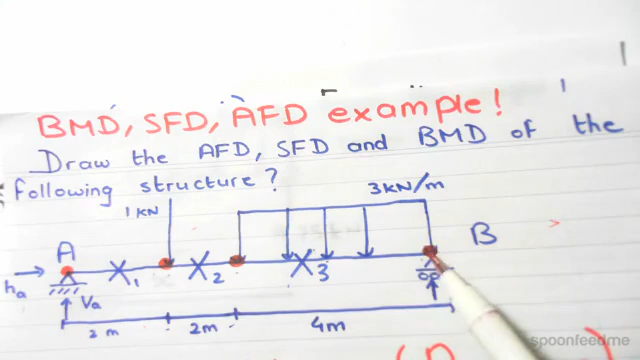 BMD, SFD, AFD example!
Draw the AFD, SFD and BMD of the
following structure?
1 KN
3 KN/m
A
B
X1
X2
X3
ha
Va
2 m
2m
4m
spoonfeedme